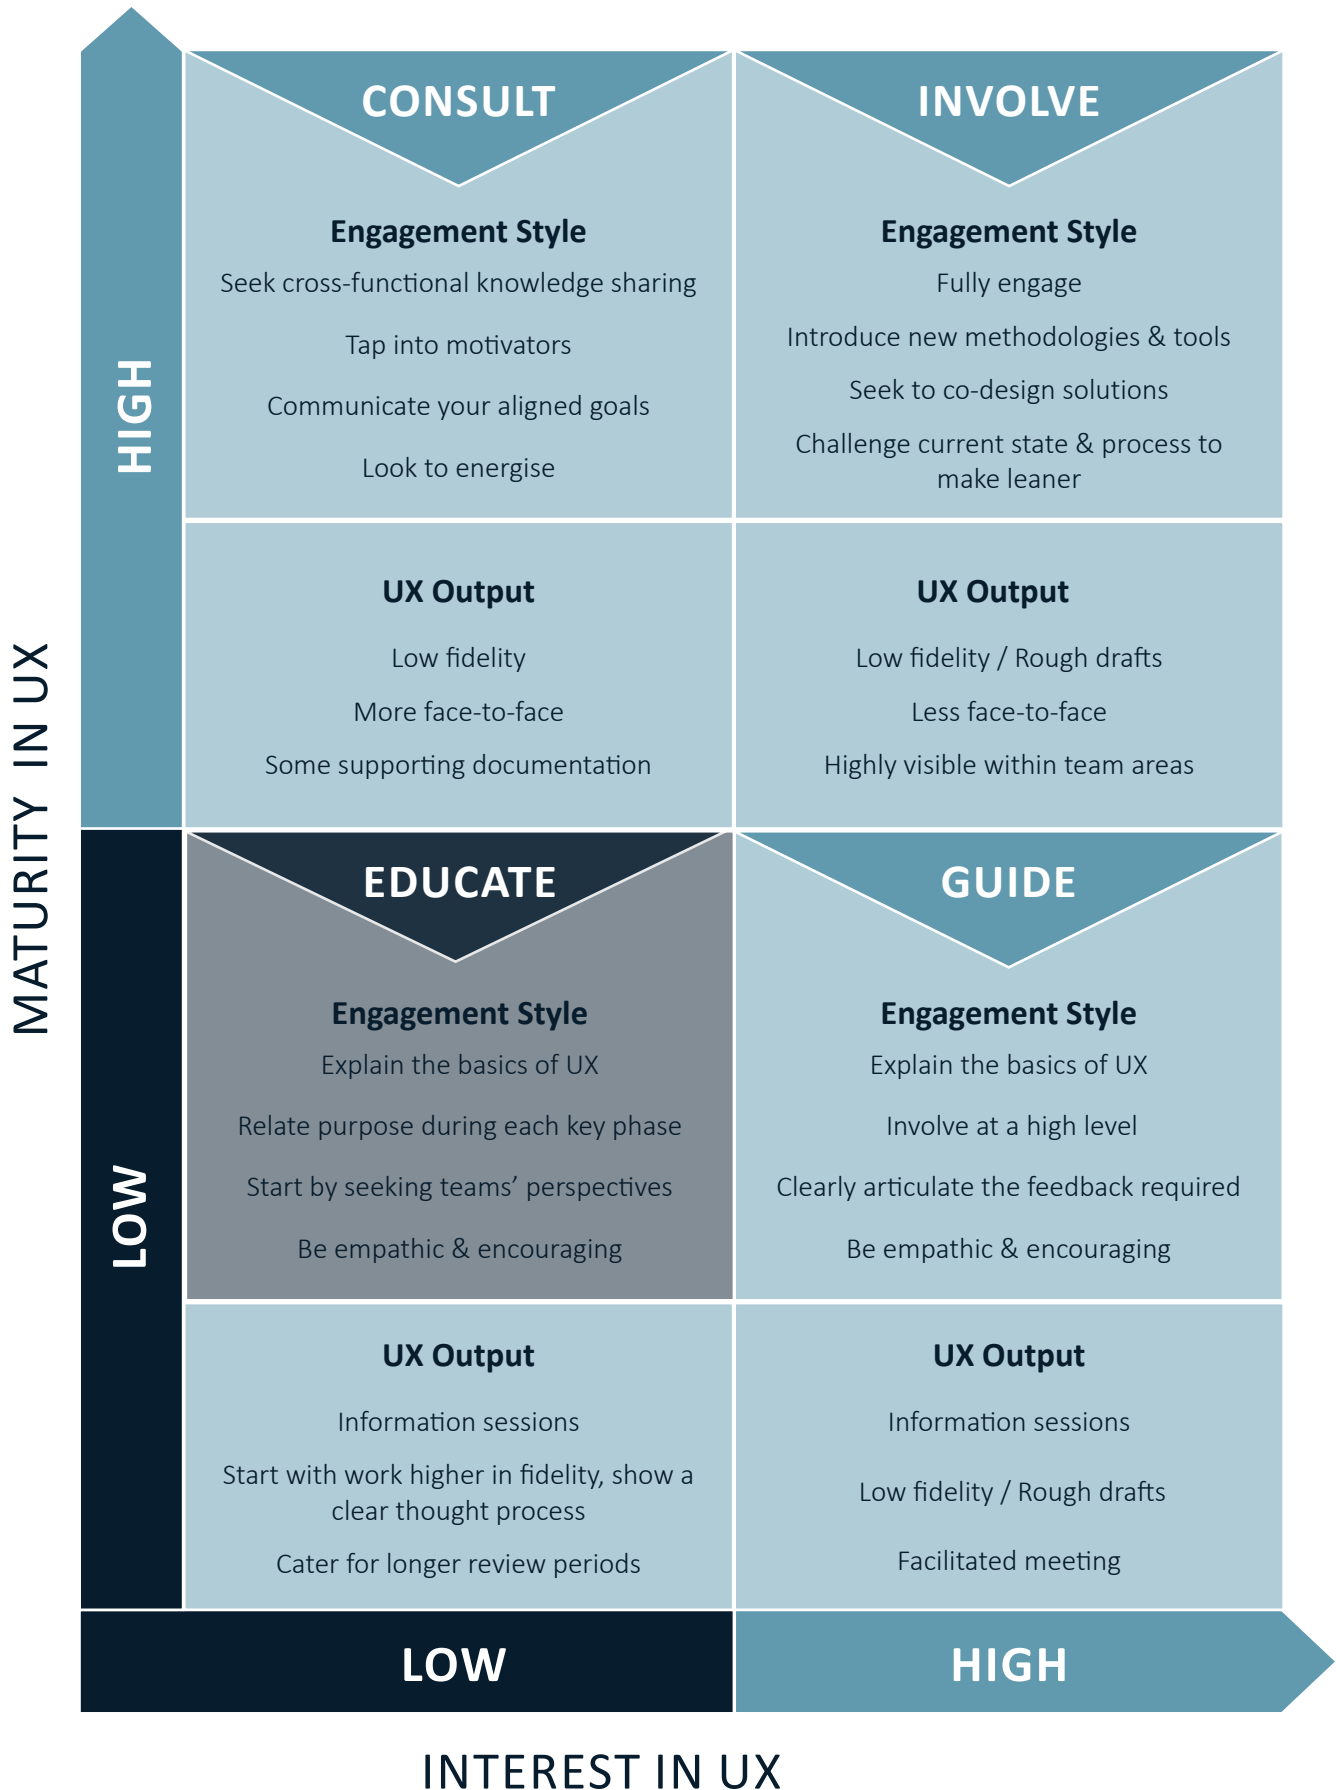 MATURITY IN UX
HIGH
CONSULT
Engagement Style
Seek cross-functional knowledge sharing
Tap into motivators
Communicate your aligned goals
Look to energise
UX Output
Low fidelity
More face-to-face
Some supporting documentation
INVOLVE
Engagement Style
Fully engage
Introduce new methodologies & tools
Seek to co-design solutions
Challenge current state & process to
make leaner
UX Output
Low fidelity / Rough drafts
Less face-to-face
Highly visible within team areas
LOW
EDUCATE
Engagement Style
Explain the basics of UX
Relate purpose during each key phase
Start by seeking teams’ perspectives
Be empathic & encouraging
UX Output
Information sessions
Start with work higher in fidelity, show a
clear thought process
Cater for longer review periods
GUIDE
Engagement Style
Explain the basics of UX
Involve at a high level
Clearly articulate the feedback required
Be empathic & encouraging
UX Output
Information sessions
Low fidelity / Rough drafts
Facilitated meeting
LOW
HIGH
INTEREST IN UX